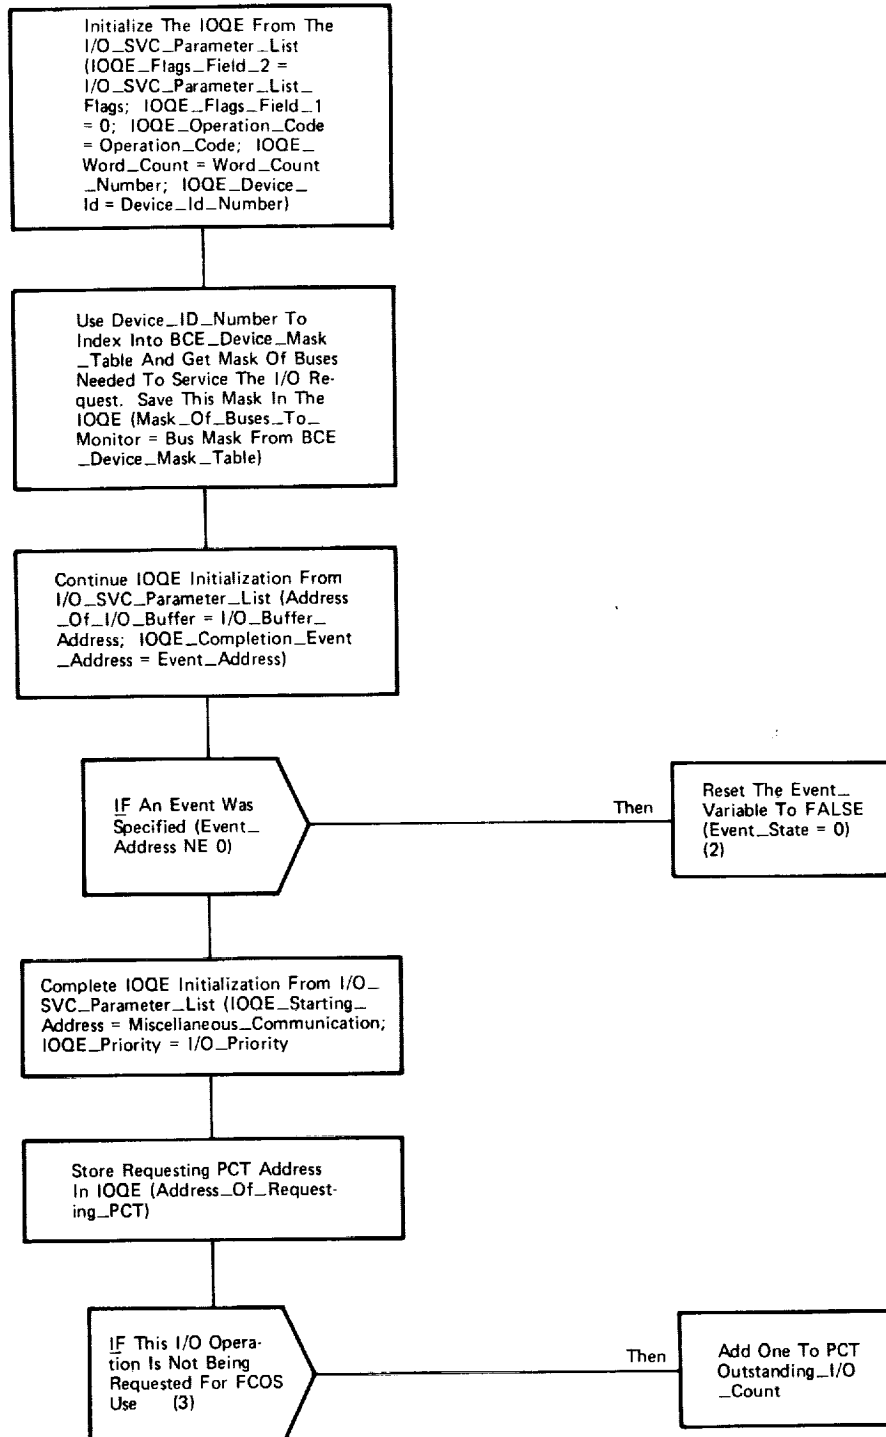 Initialize The IOQE From The
I/O_SVC_Parameter_List
(IOQE_Flags_Field_2 =
I/O_SVC_Parameter_List_
Flags; IOQE_Flags_Field_1
= 0; IOQE_Operation_Code
= Operation_Code; IOQE_
Word_Count = Word_Count
_Number; IOQE_Device_
Id = Device_Id_Number)
Use Device_ID_Number To
Index Into BCE_Device_Mask
_Table And Get Mask Of Buses
Needed To Service The I/O Re-
quest. Save This Mask In The
IOQE (Mask_Of_Buses_To_
Monitor = Bus Mask From BCE
_Device_Mask_Table)
Continue IOQE Initialization From
I/O_SVC_Parameter_List (Address
_Of_I/O_Buffer = I/O_Buffer_
Address; IOQE_Completion_Event
_Address = Event_Address)
IF An Event Was
Specified (Event_
Address NE 0)
Then
Reset The Event_
Variable To FALSE
(Event_State = 0)
(2)
Complete IOQE Initialization From I/O_
SVC_Parameter_List (IOQE_Starting_
Address = Miscellaneous_Communication;
IOQE_Priority = I/O_Priority
Store Requesting PCT Address
In IOQE (Address_Of_Request-
ing_PCT)
IF This I/O Opera-
tion Is Not Being
Requested For FCOS
Use (3)
Then
Add One To PCT
Outstanding_I/O
_Count